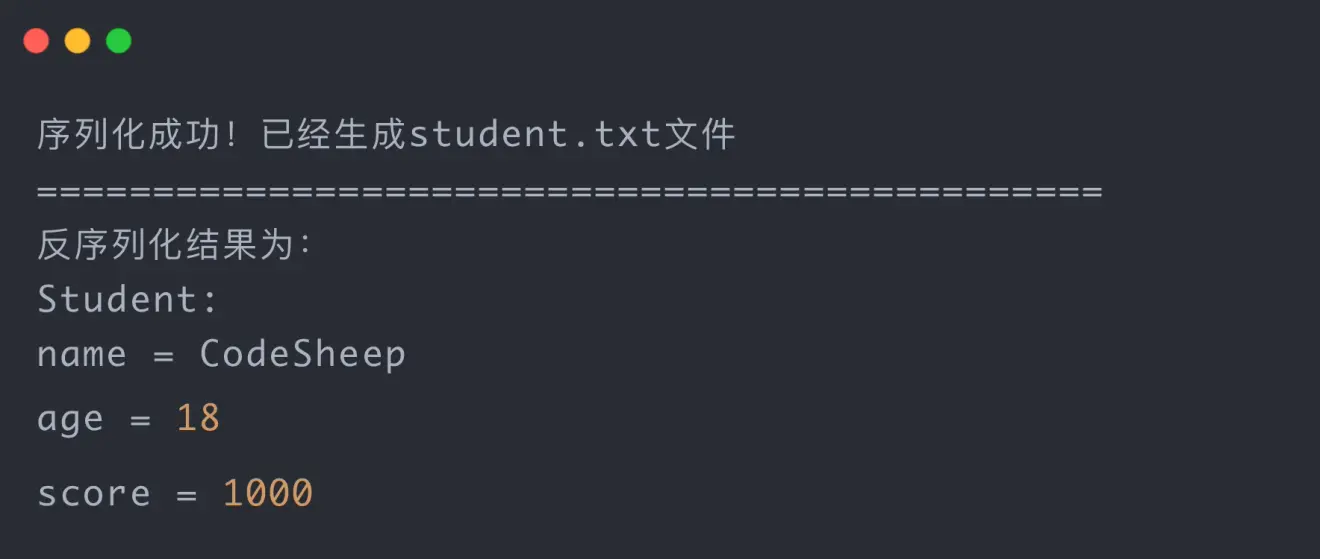 序列化成功！已经生成student.txt文件
==============================================
反序列化结果为：
Student:
name = CodeSheep
age = 18
score = 1000